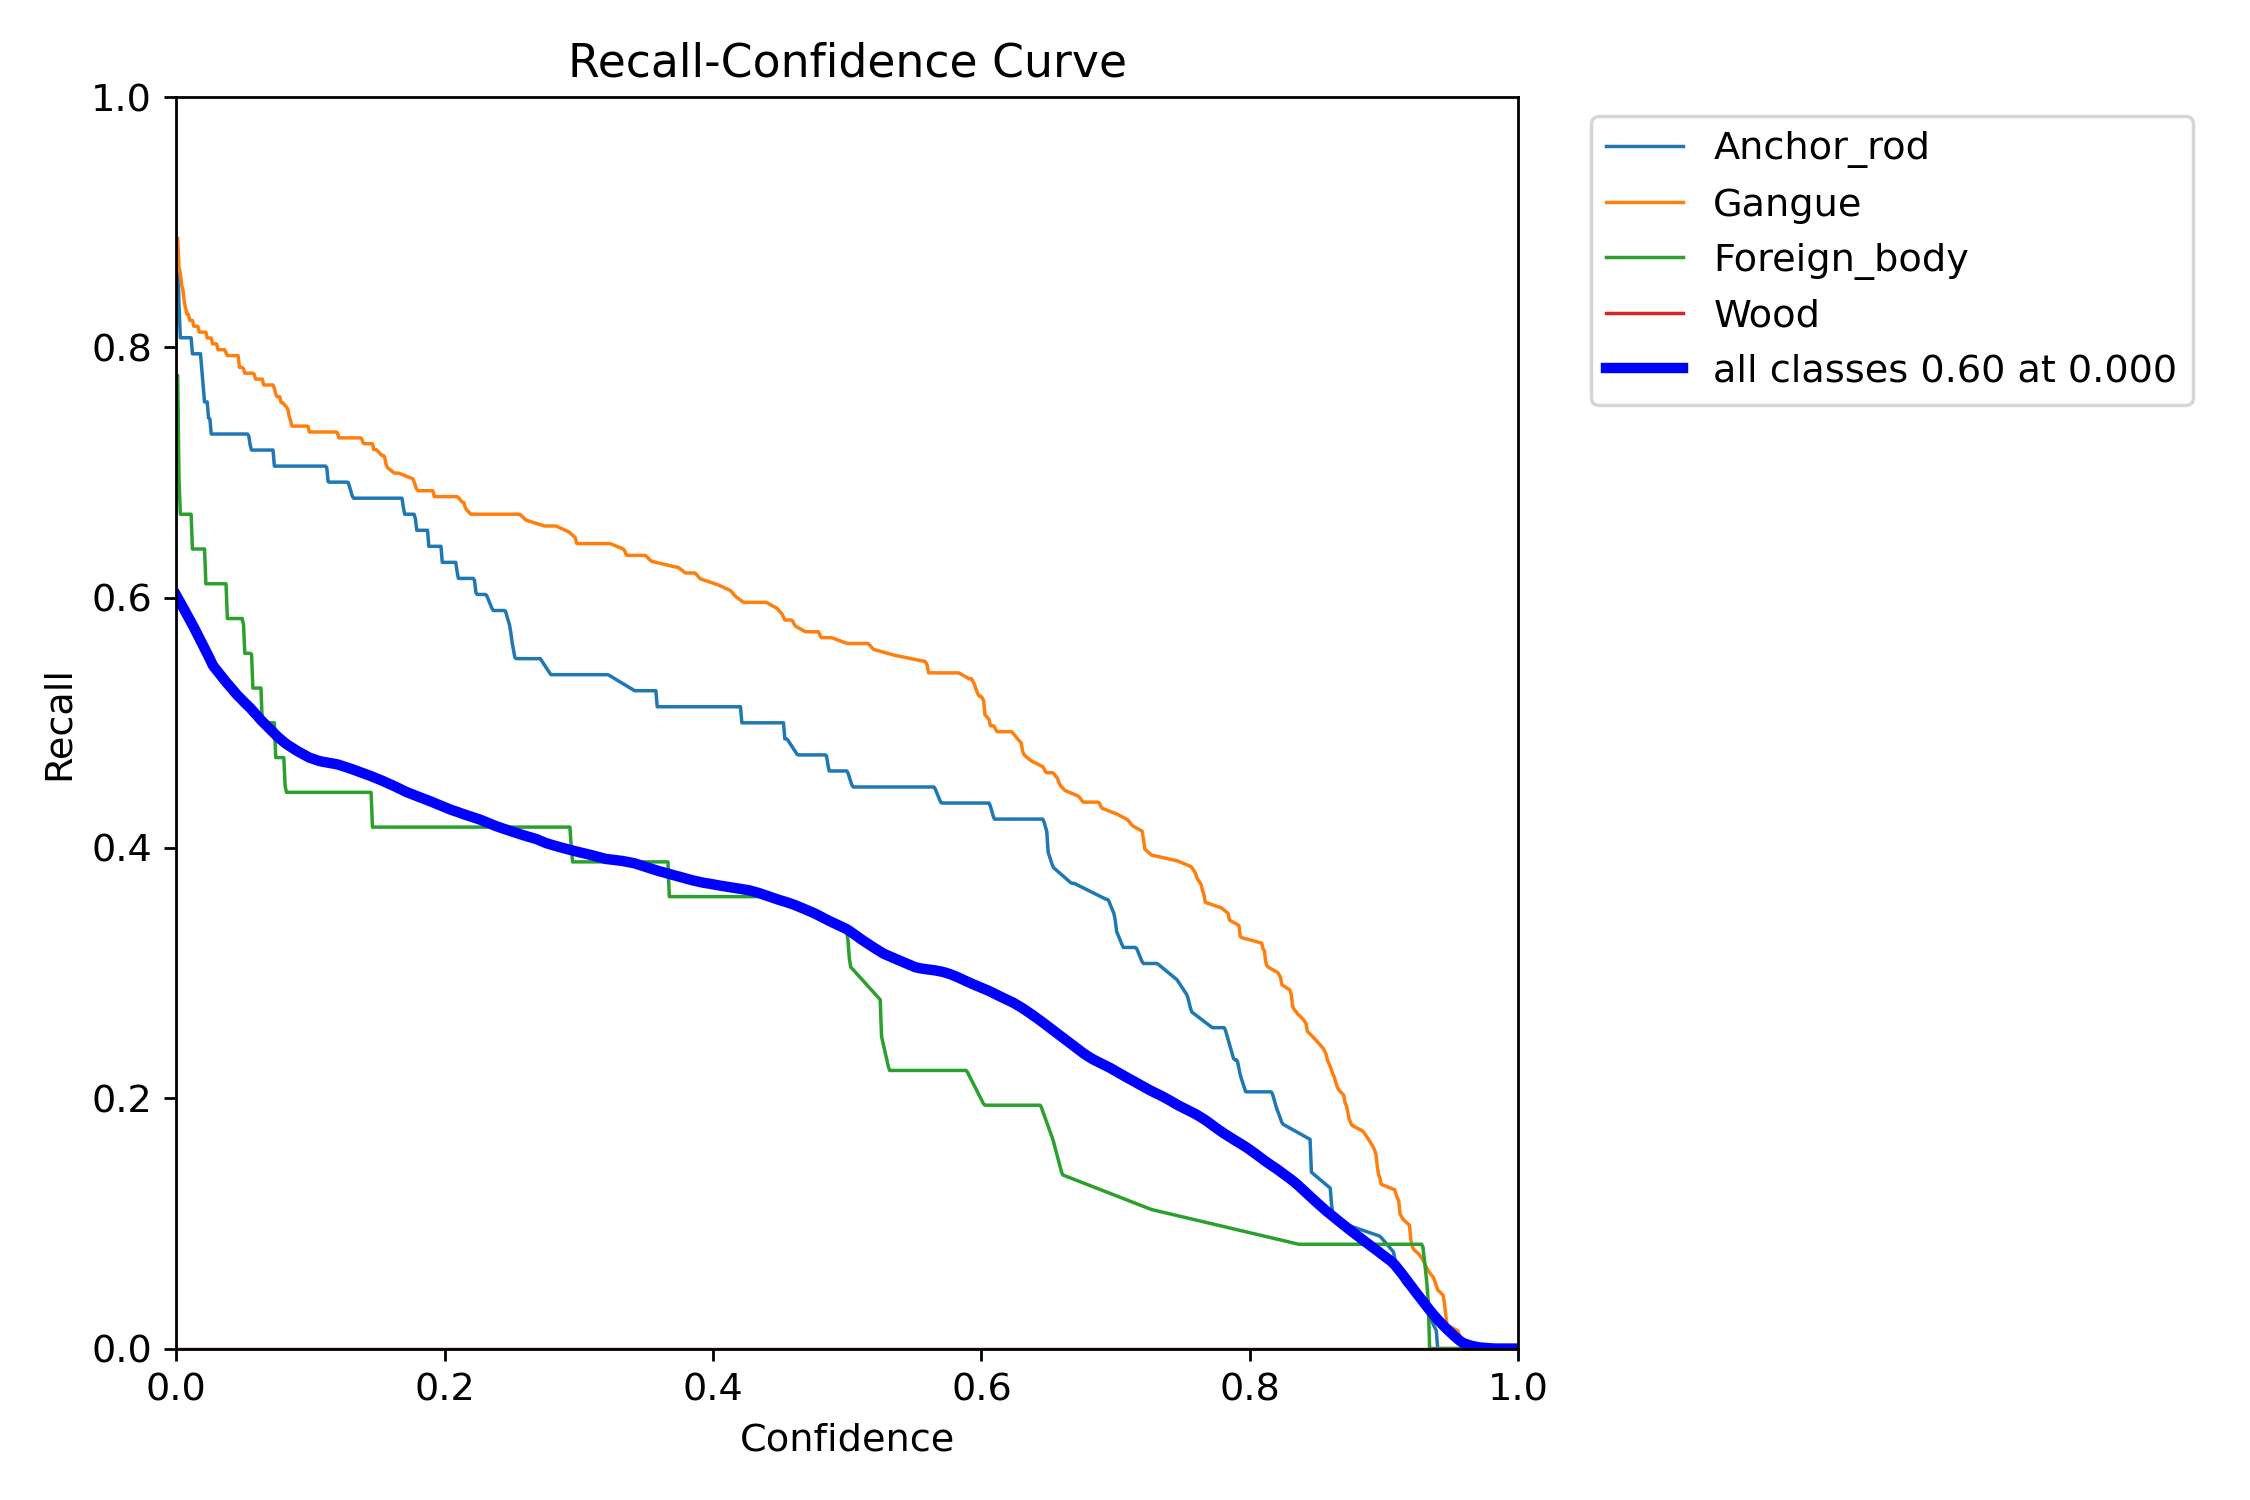 Recall-Confidence Curve
1.0
0.8
0.6
0.4
0.2
0.0
Recall
0.0 0.2 0.4 0.6 0.8 1.0
Confidence
Anchor_rod
Gangue
Foreign_body
Wood
all classes 0.60 at 0.000